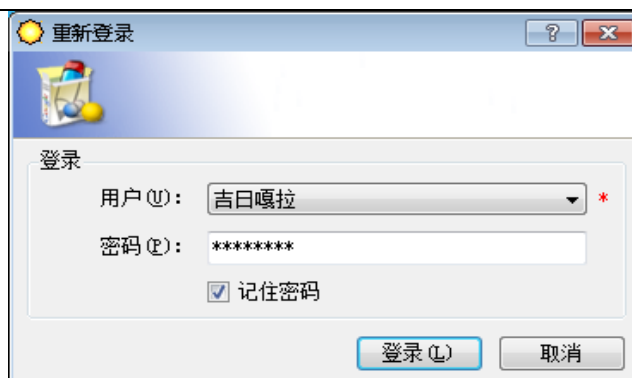 重新登录
登录
用户(U): 吉日嘎拉 *
密码(P): ********
记住密码
登录(L) 取消